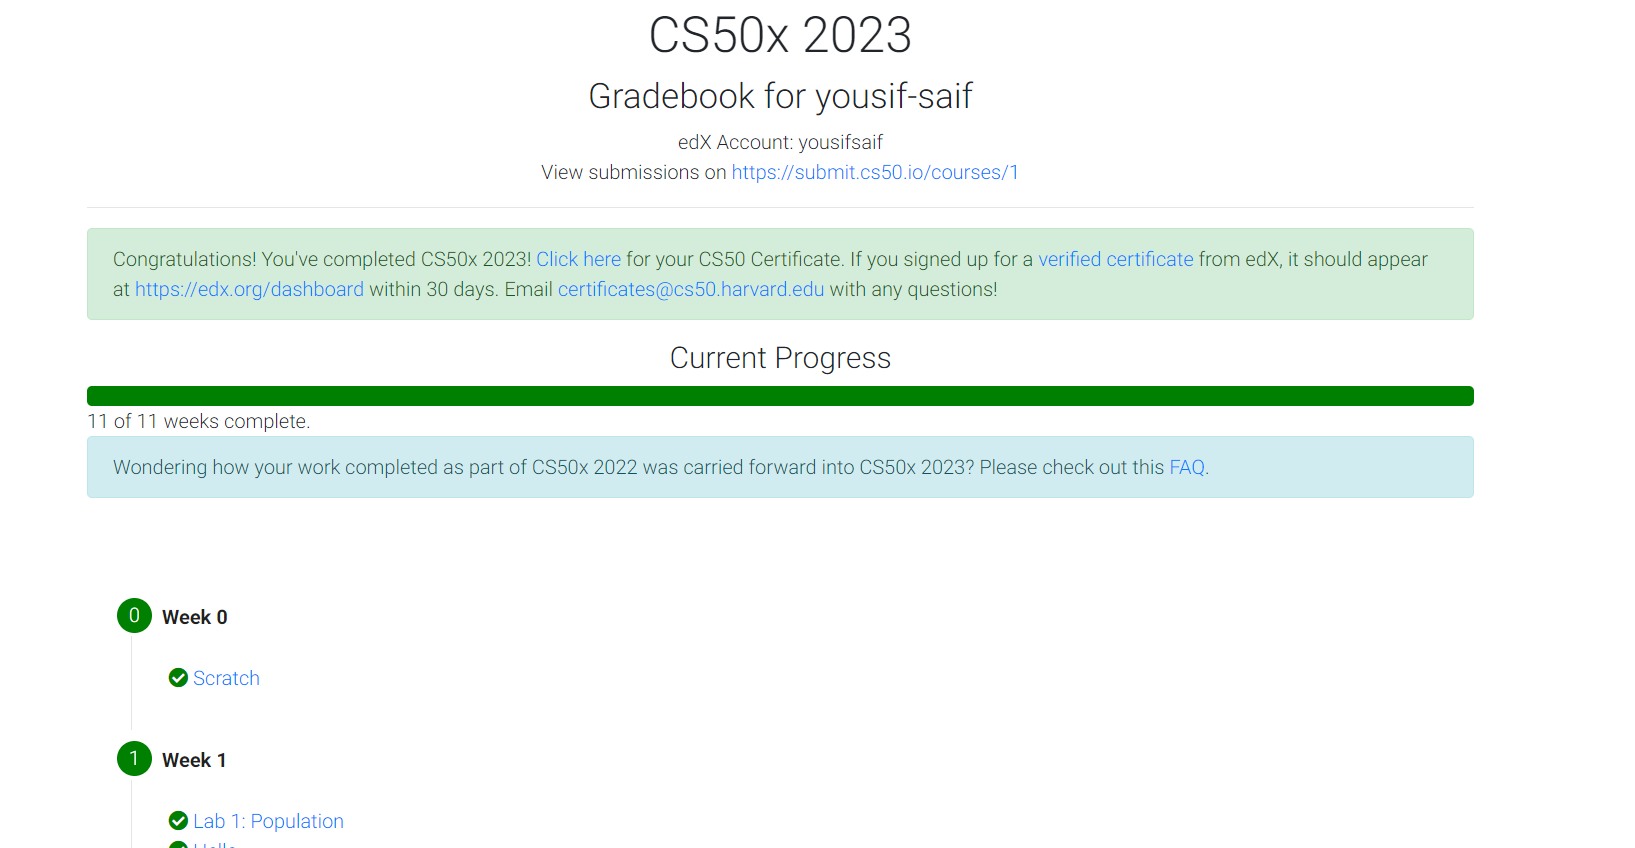 CS50x 2023
Gradebook for yousif-saif
edX Account: yousifsaif
View submissions on https://submit.cs50.io/courses/1
Congratulations! You've completed CS50x 2023! Click here for your CS50 Certificate. If you signed up for a verified certificate from edX, it should appear
at https://edx.org/dashboard within 30 days. Email certificates@cs50.harvard.edu with any questions!
Current Progress
11 of 11 weeks complete.
Wondering how your work completed as part of CS50x 2022 was carried forward into CS50x 2023? Please check out this FAQ.
0 Week 0
Scratch
1 Week 1
Lab 1: Population